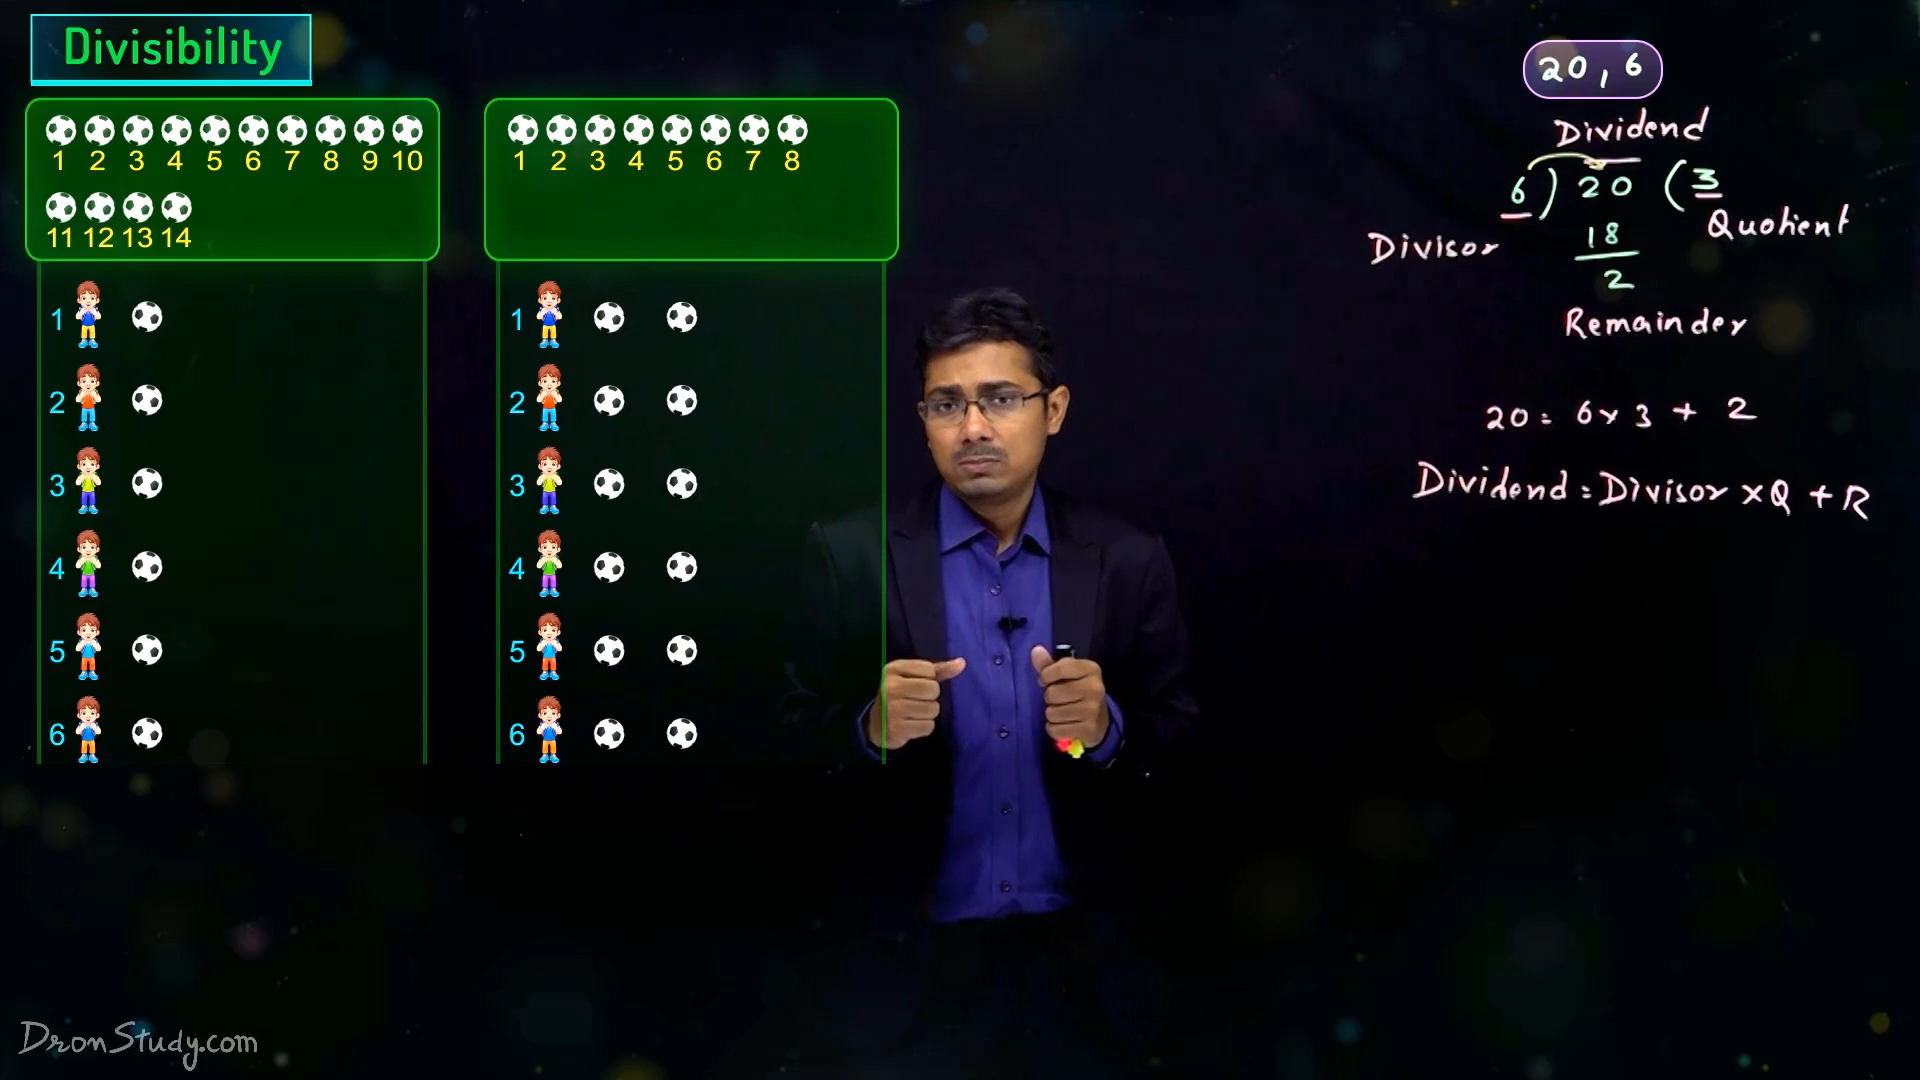 Divisibility
1 2 3 4 5 6 7 8 9 10
11 12 13 14
1
2
3
4
5
6
1 2 3 4 5 6 7 8
1
2
3
4
5
6
20, 6
Dividend
6) 20 (3
Quotient
Divisor
18
2
Remainder
20 = 6 x 3 + 2
Dividend = Divisor x Q + R
DronStudy.com